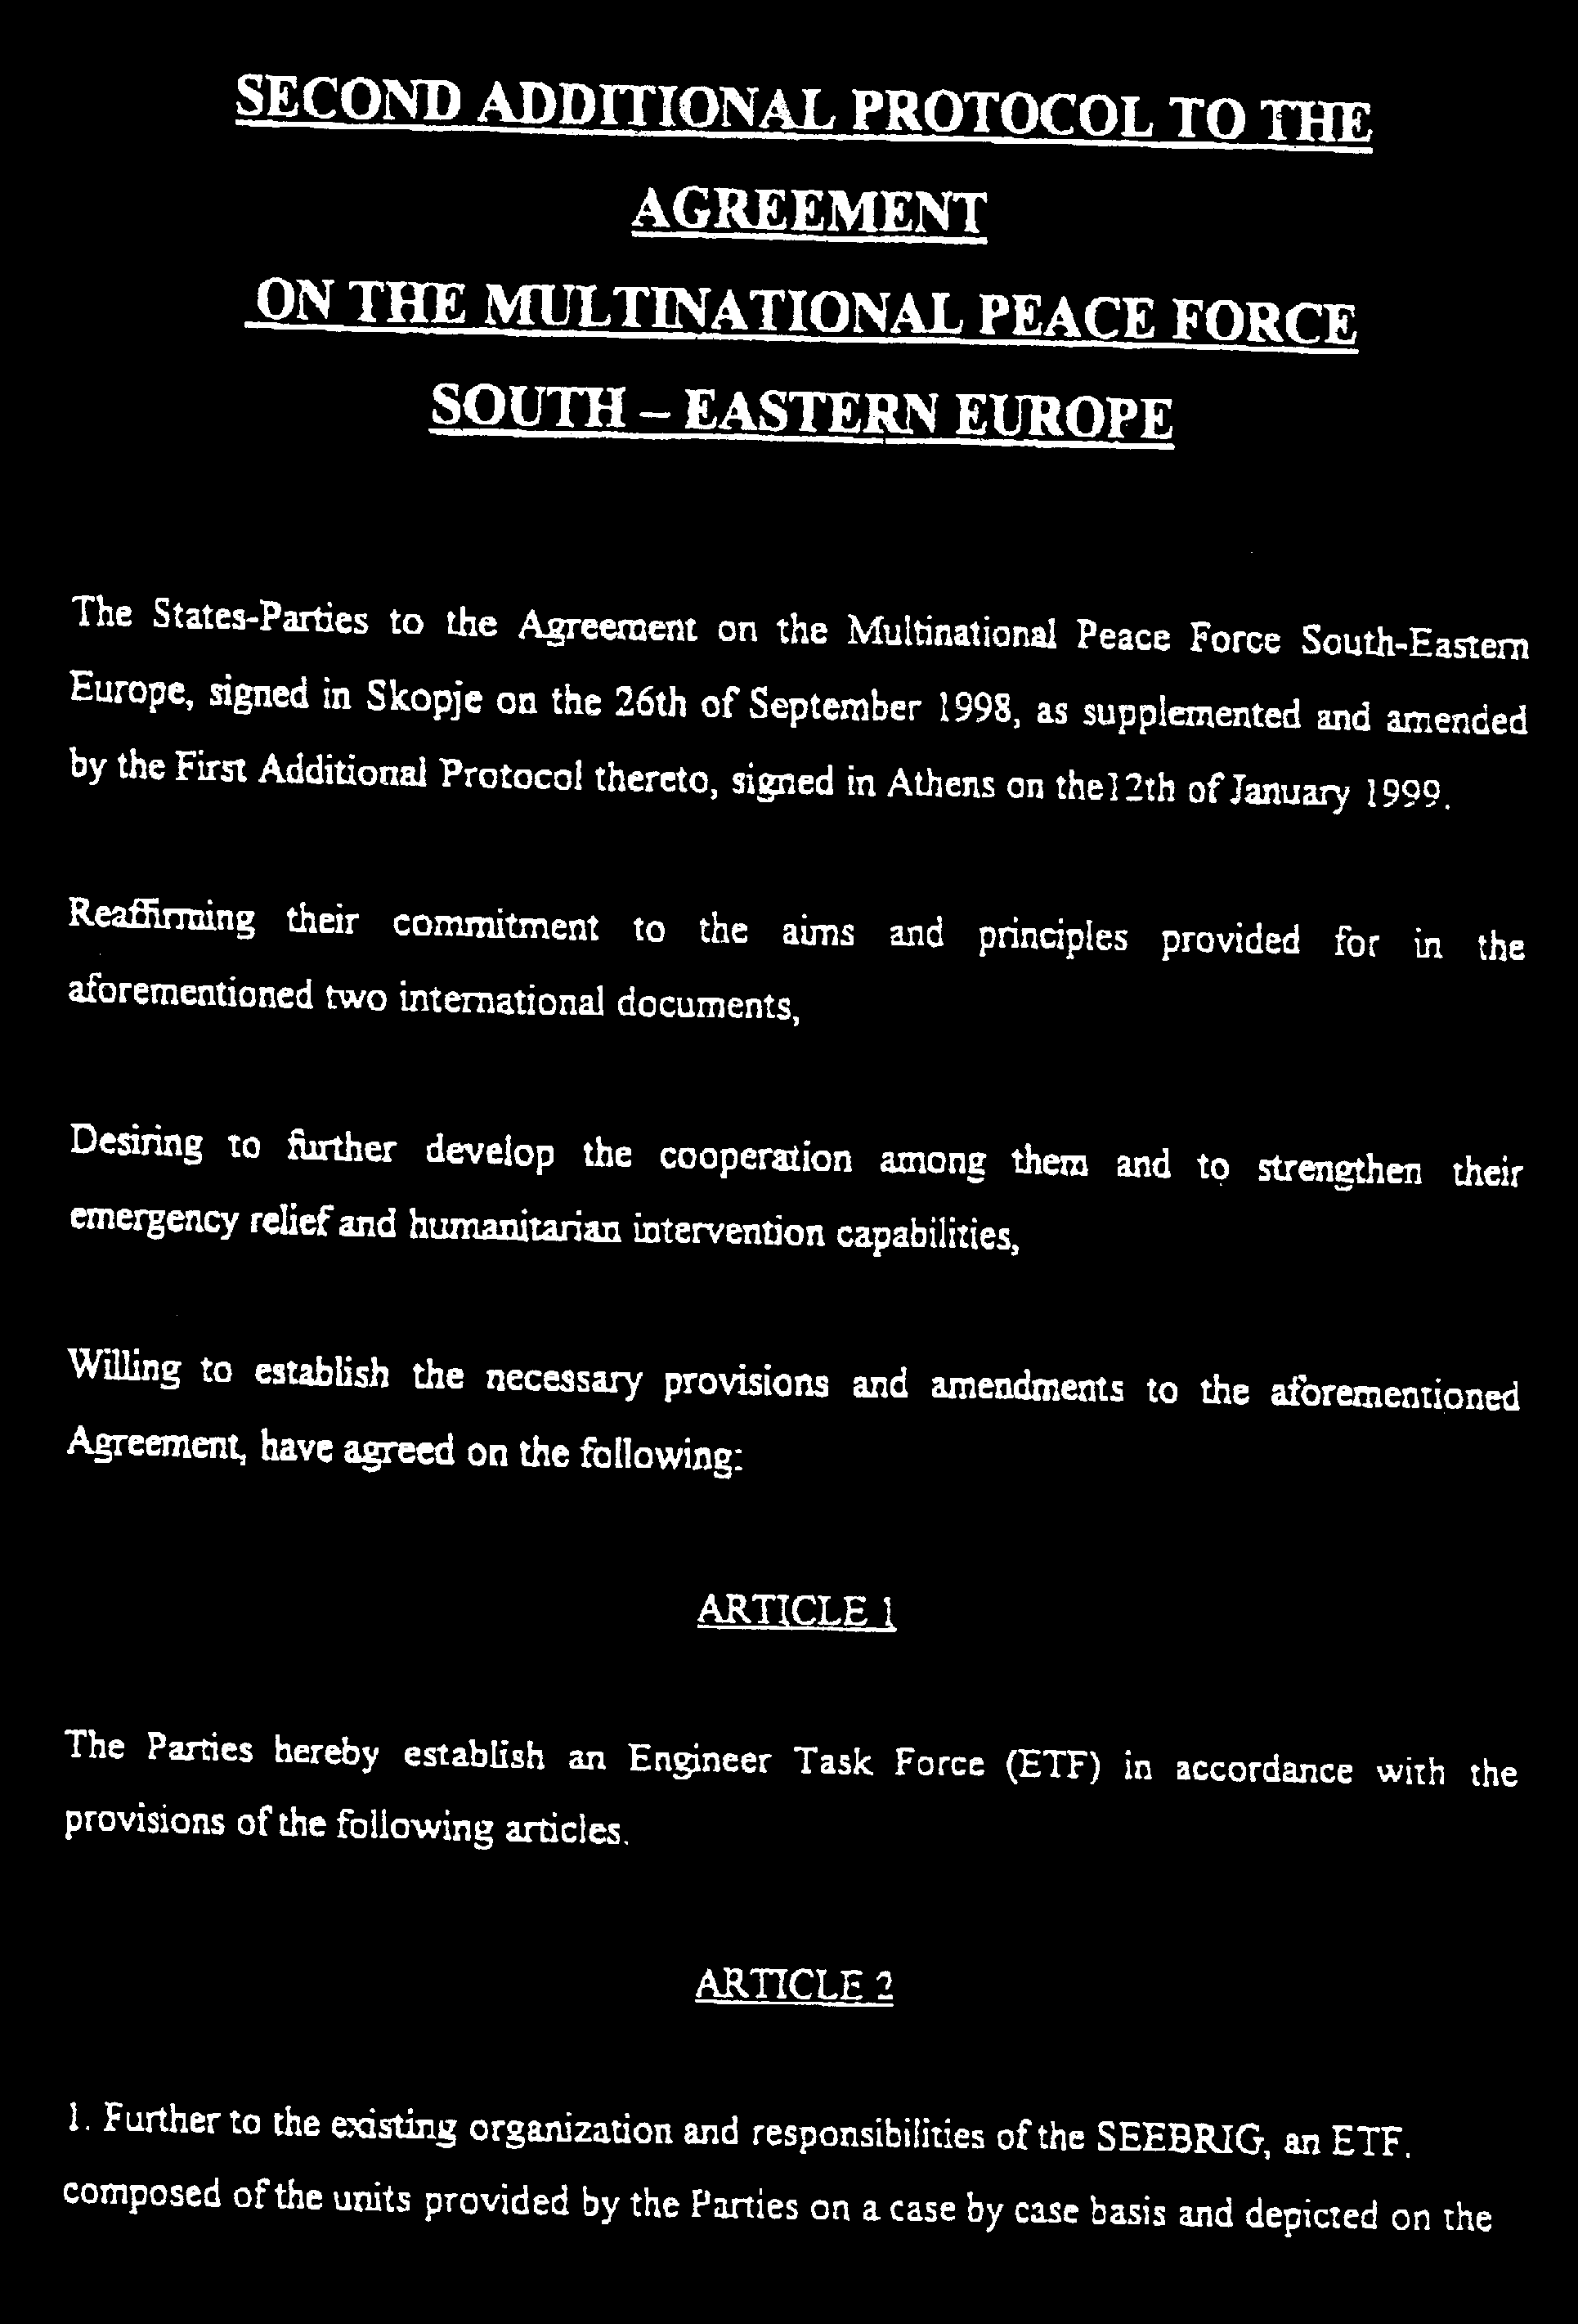 SECOND ADDITIONAL PROTOCOL TO THE
AGREEMENT
ON THE MULTINATIONAL PEACE FORCE
SOUTH – EASTERN EUROPE
The States-Parties to the Agreement on the Multinational Peace Force South-Eastern
Europe, signed in Skopje on the 26th of September 1998, as supplemented and amended
by the First Additional Protocol thereto, signed in Athens on the12th of January 1999.
Reaffirming their commitment to the aims and principles provided for in the
aforementioned two international documents,
Desiring to further develop the cooperation among them and to strengthen their
emergency relief and humanitarian intervention capabilities,
Willing to establish the necessary provisions and amendments to the aforementioned
Agreement, have agreed on the following:
ARTICLE 1
The Parties hereby establish an Engineer Task Force (ETF) in accordance with the
provisions of the following articles.
ARTICLE 2
1. Further to the existing organization and responsibilities of the SEEBRIG, an ETF.
composed of the units provided by the Parties on a case by case basis and depicted on the